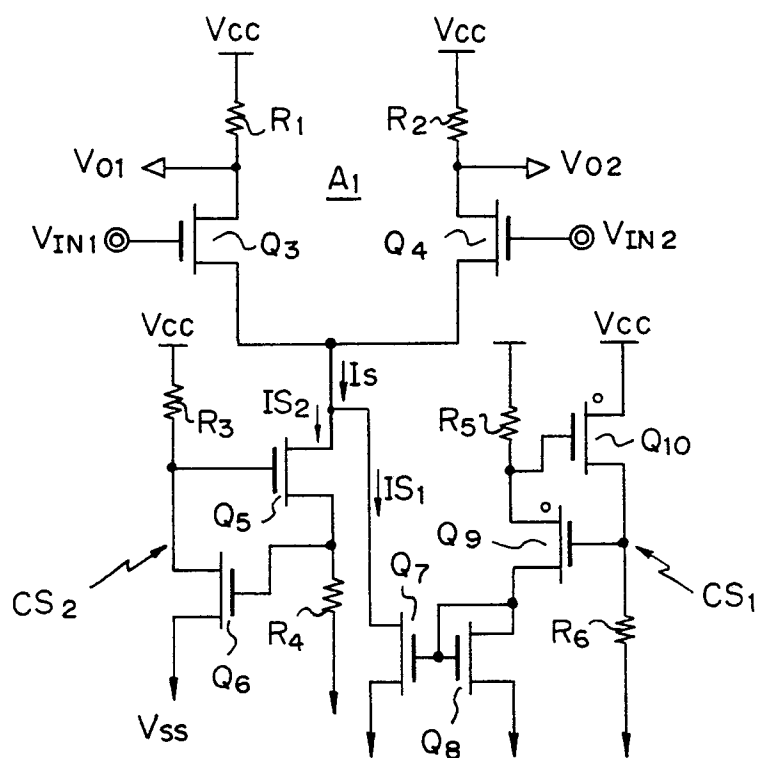 Vcc
Vcc
R1
R2
VO1
A1
VO2
VIN1
Q3
Q4
VIN2
Vcc
Vcc
Is
IS2
R3
R5
Q10
IS1
Q5
Q9
CS2
Q7
CS1
R4
R6
Q6
Vss
Q8